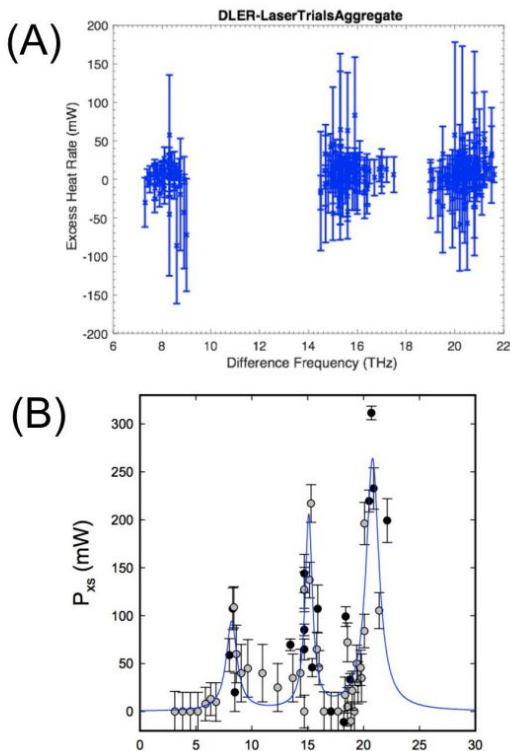 (A)
DLER-LaserTrialsAggregate
Excess Heat Rate (mW)
200
150
100
50
0
-50
-100
-150
-200
6 8 10 12 14 16 18 20 22
Difference Frequency (THz)
(B)
P_xs (mW)
300
250
200
150
100
50
0
0 5 10 15 20 25 30